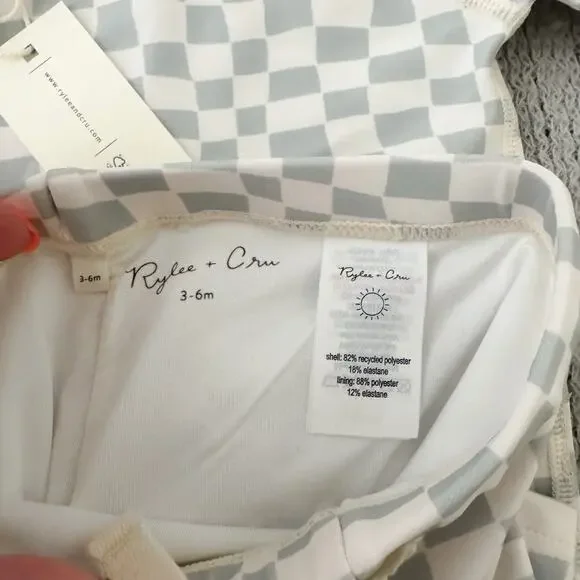 www.ryleeandcru.com
3-6m
Rylee + Cru
3-6m
Rylee + Cru
shell: 82% recycled polyester
18% elastane
lining: 88% polyester
12% elastane